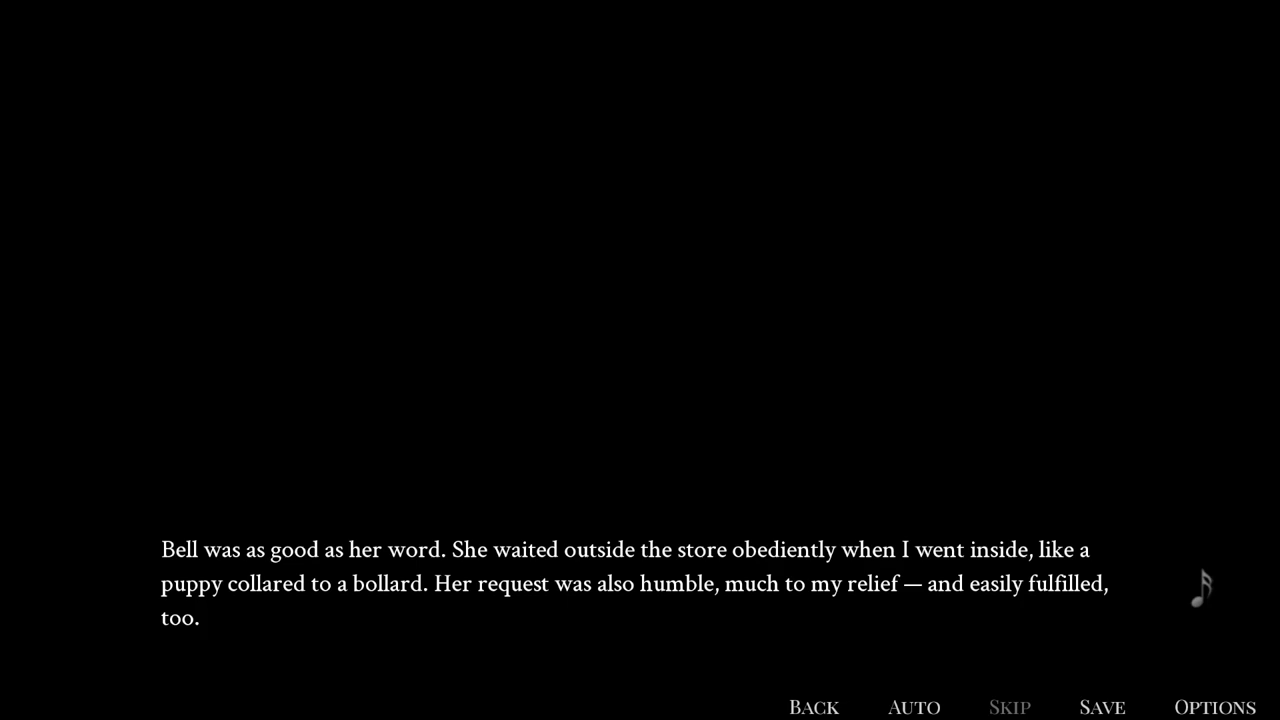 Bell was as good as her word. She waited outside the store obediently when I went inside, like a
puppy collared to a bollard. Her request was also humble, much to my relief — and easily fulfilled,
too.
Back Auto Skip Save Options